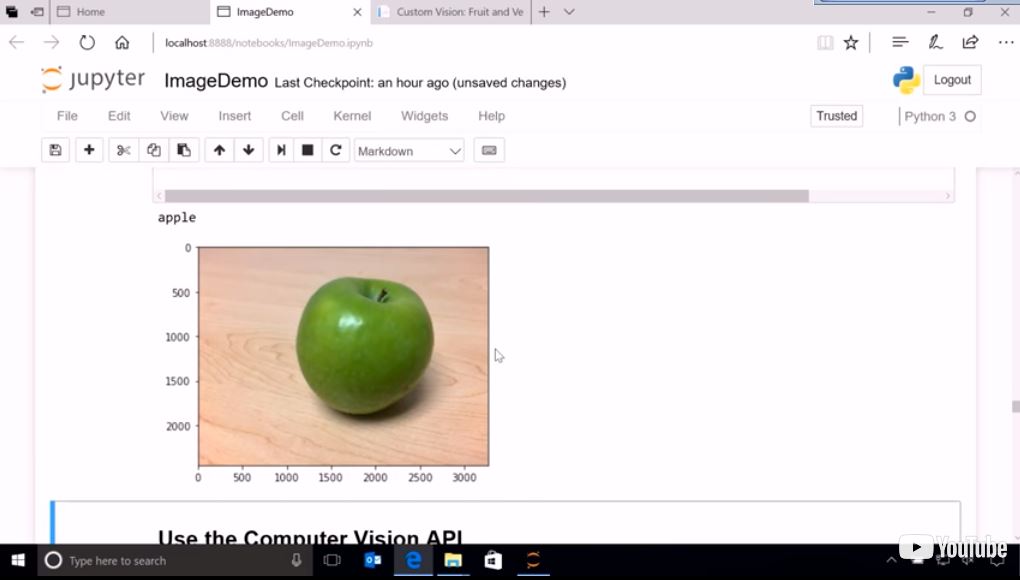 Home
ImageDemo
Custom Vision: Fruit and Ve
localhost:8888/notebooks/ImageDemo.ipynb
jupyter ImageDemo Last Checkpoint: an hour ago (unsaved changes)
Logout
File Edit View Insert Cell Kernel Widgets Help
Trusted
Python 3
Markdown
apple
0
500
1000
1500
2000
0 500 1000 1500 2000 2500 3000
Use the Computer Vision API
Type here to search
YouTube